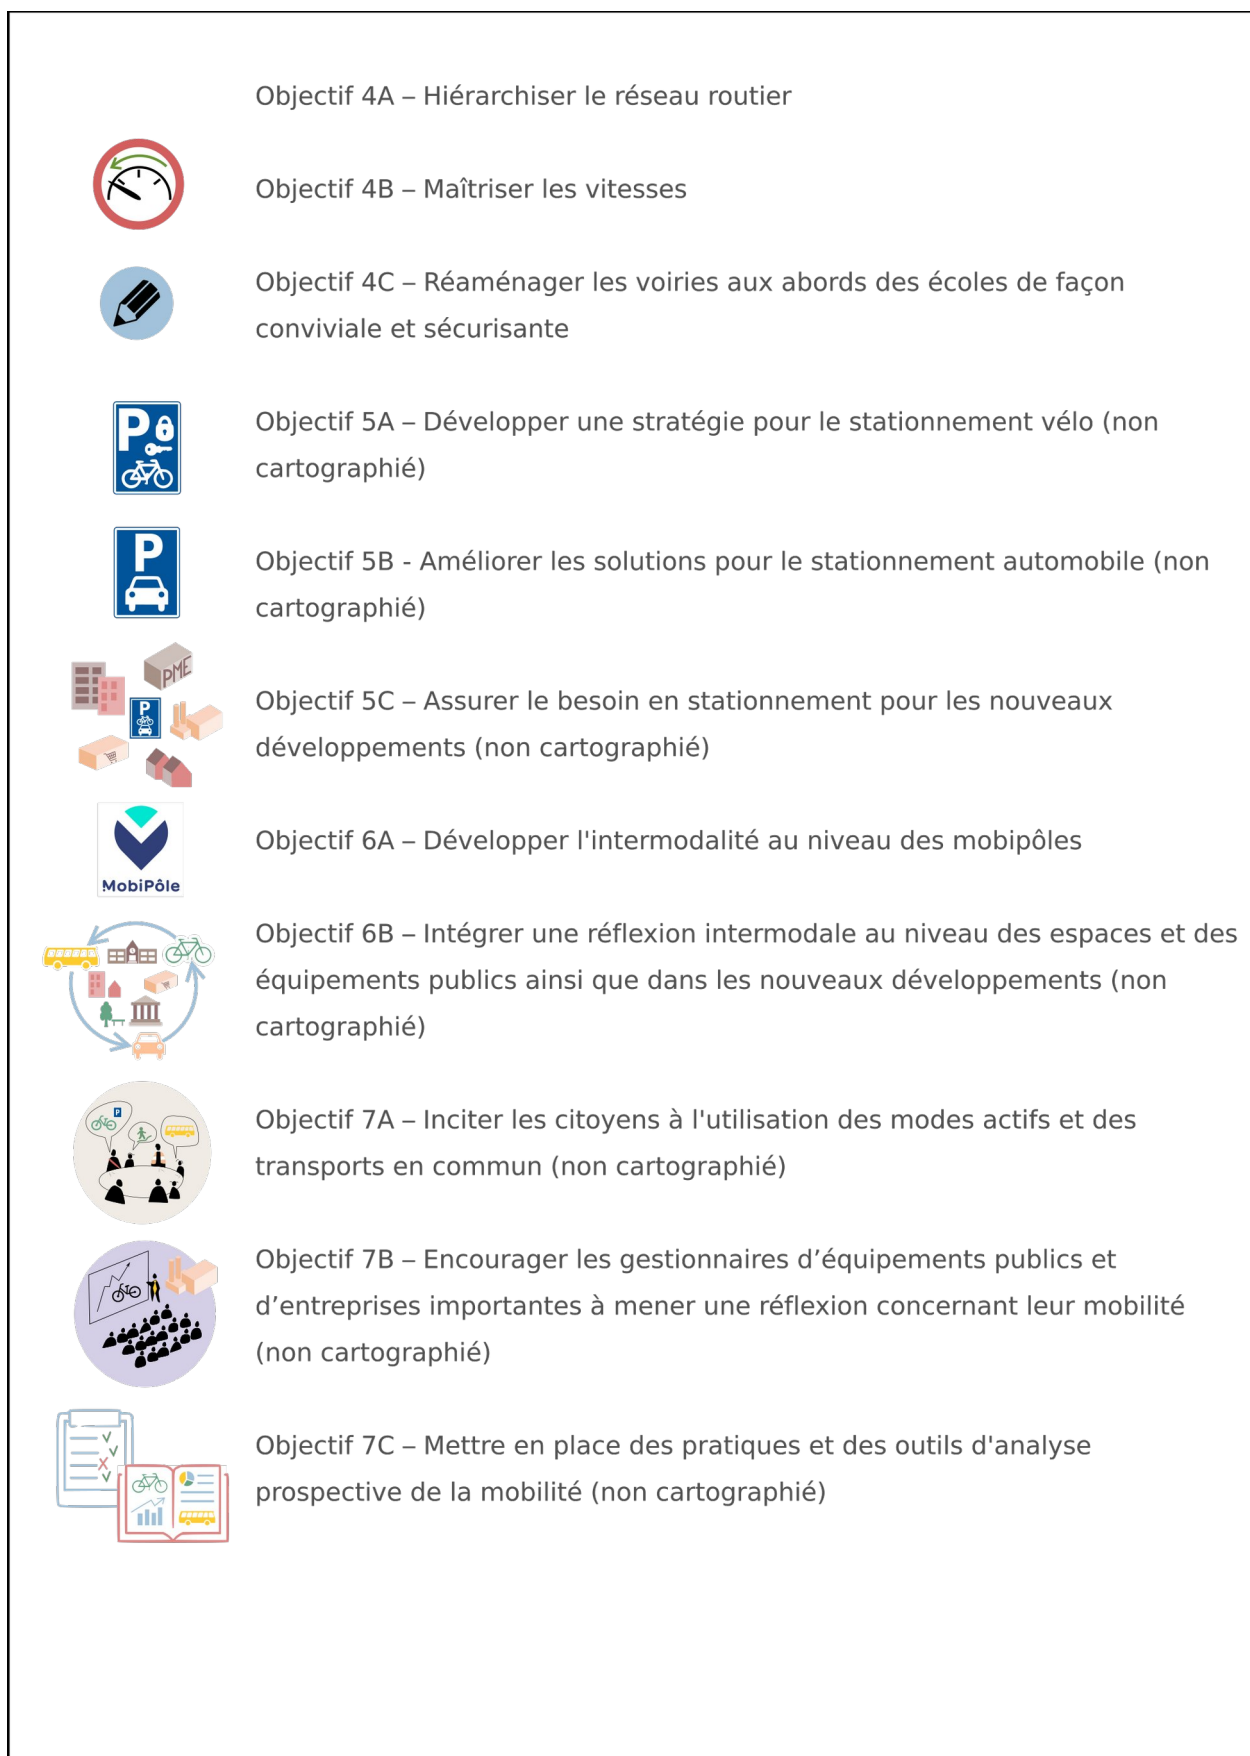 Objectif 4A – Hiérarchiser le réseau routier
Objectif 4B – Maîtriser les vitesses
Objectif 4C – Réaménager les voiries aux abords des écoles de façon
conviviale et sécurisante
P
Objectif 5A – Développer une stratégie pour le stationnement vélo (non
cartographié)
P
Objectif 5B - Améliorer les solutions pour le stationnement automobile (non
cartographié)
PME
P
Objectif 5C – Assurer le besoin en stationnement pour les nouveaux
développements (non cartographié)
MobiPôle
Objectif 6A – Développer l'intermodalité au niveau des mobipôles
Objectif 6B – Intégrer une réflexion intermodale au niveau des espaces et des
équipements publics ainsi que dans les nouveaux développements (non
cartographié)
P
Objectif 7A – Inciter les citoyens à l'utilisation des modes actifs et des
transports en commun (non cartographié)
Objectif 7B – Encourager les gestionnaires d’équipements publics et
d’entreprises importantes à mener une réflexion concernant leur mobilité
(non cartographié)
Objectif 7C – Mettre en place des pratiques et des outils d'analyse
prospective de la mobilité (non cartographié)